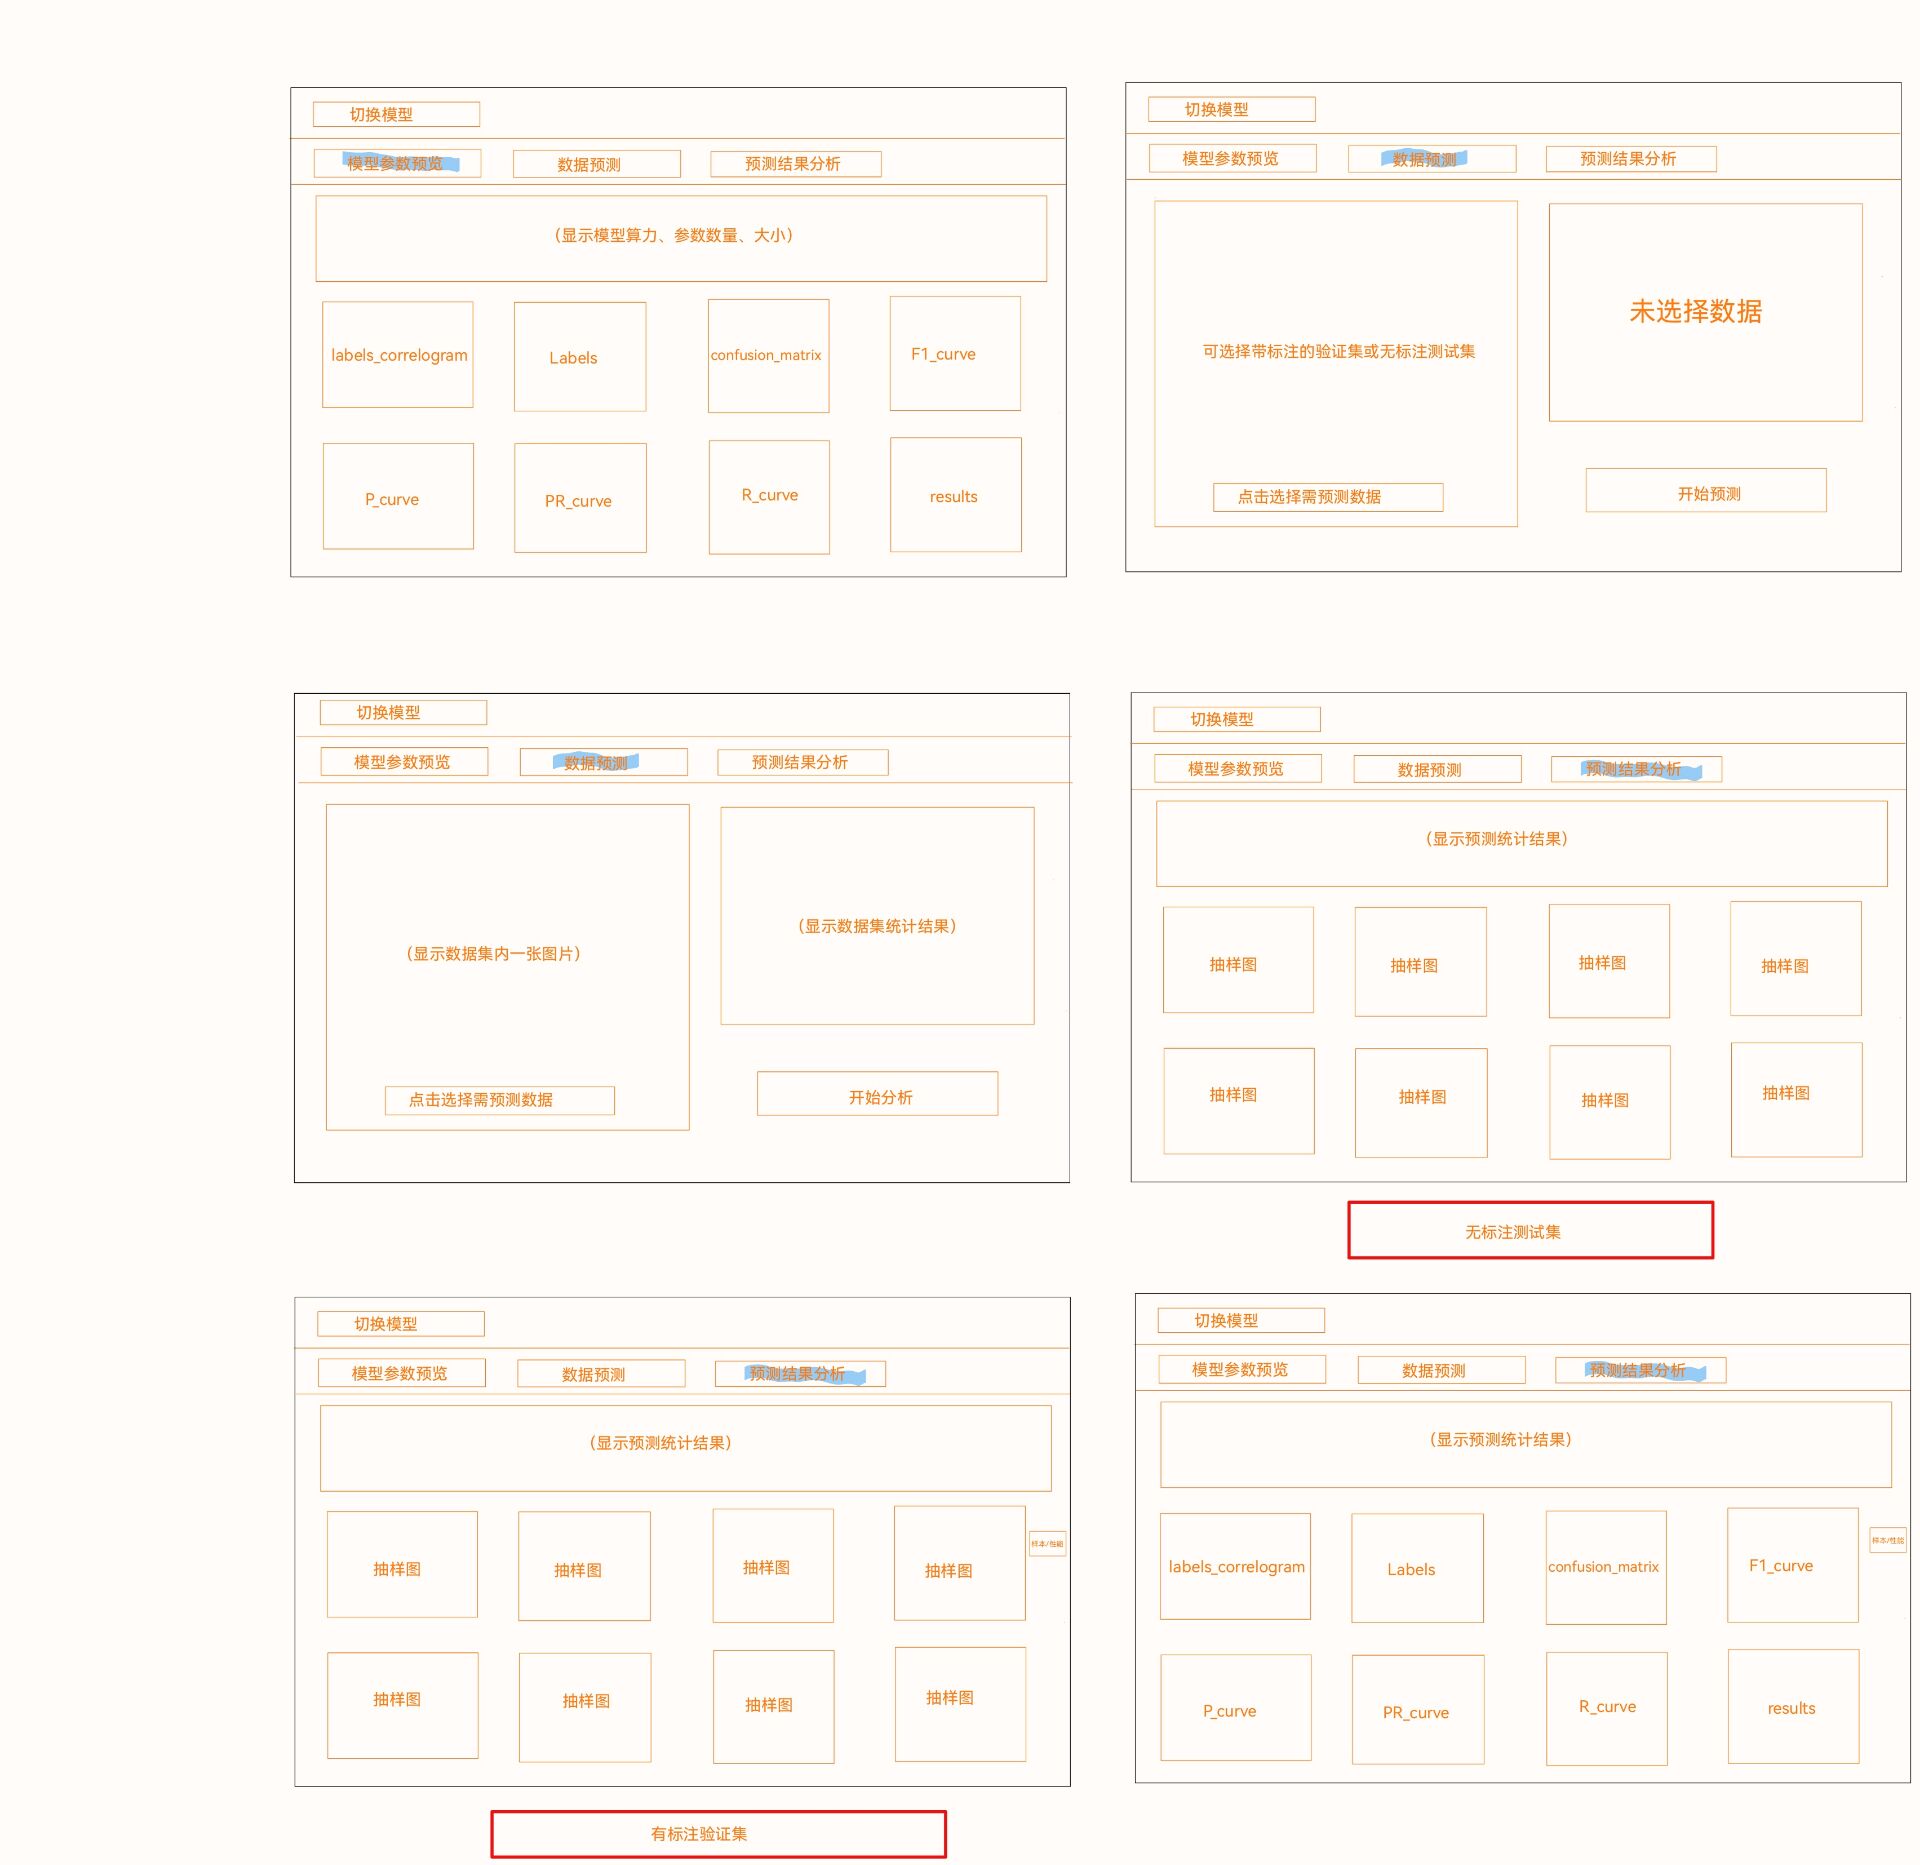 切换模型
模型参数预览
数据预测
预测结果分析
(显示模型算力、参数数量、大小)
labels_correlogram
Labels
confusion_matrix
F1_curve
P_curve
PR_curve
R_curve
results
切换模型
模型参数预览
数据预测
预测结果分析
可选择带标注的验证集或无标注测试集
未选择数据
点击选择需预测数据
开始预测
切换模型
模型参数预览
数据预测
预测结果分析
(显示数据集内一张图片)
(显示数据集统计结果)
点击选择需预测数据
开始分析
切换模型
模型参数预览
数据预测
预测结果分析
(显示预测统计结果)
抽样图
抽样图
抽样图
抽样图
抽样图
抽样图
抽样图
抽样图
无标注测试集
切换模型
模型参数预览
数据预测
预测结果分析
(显示预测统计结果)
抽样图
抽样图
抽样图
抽样图
样本/性能
抽样图
抽样图
抽样图
抽样图
有标注验证集
切换模型
模型参数预览
数据预测
预测结果分析
(显示预测统计结果)
labels_correlogram
Labels
confusion_matrix
F1_curve
样本/性能
P_curve
PR_curve
R_curve
results